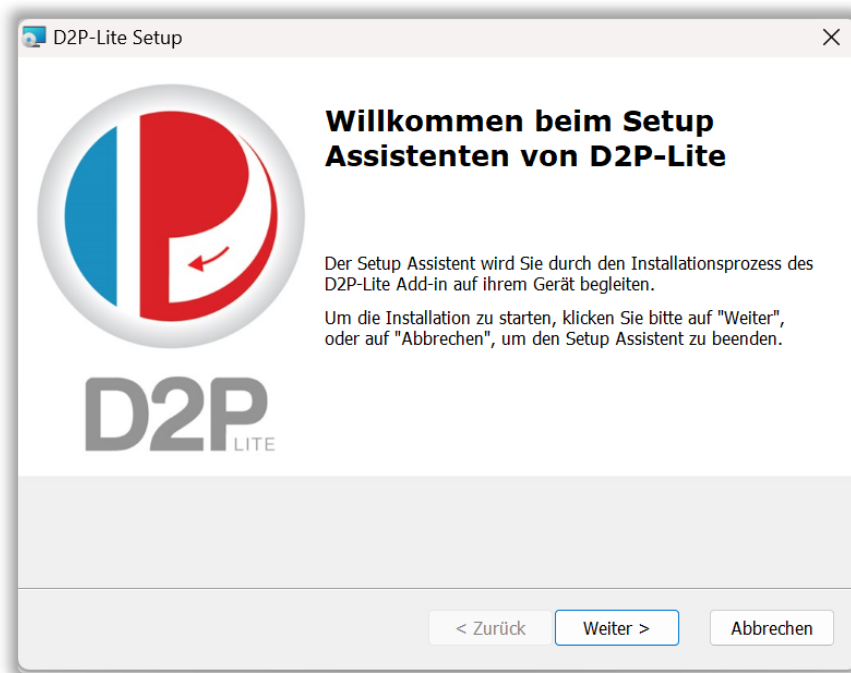 D2P-Lite Setup
Willkommen beim Setup
Assistenten von D2P-Lite
Der Setup Assistent wird Sie durch den Installationsprozess des
D2P-Lite Add-in auf ihrem Gerät begleiten.
Um die Installation zu starten, klicken Sie bitte auf "Weiter",
oder auf "Abbrechen", um den Setup Assistent zu beenden.
D2P
LITE
< Zurück
Weiter >
Abbrechen